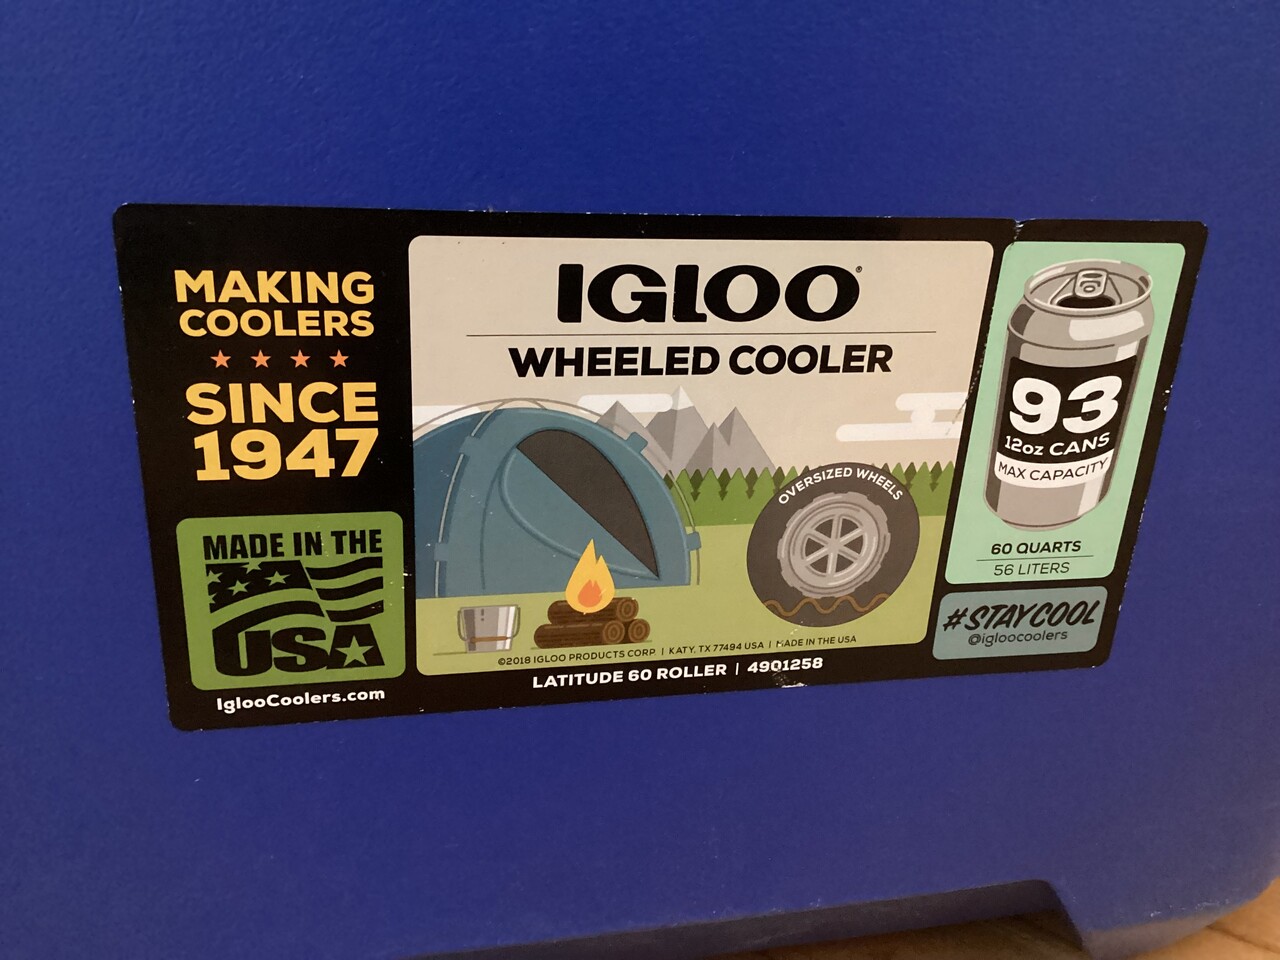 MAKING
COOLERS
SINCE
1947
MADE IN THE
USA
IglooCoolers.com
IGLOO®
WHEELED COOLER
OVERSIZED WHEELS
©2018 IGLOO PRODUCTS CORP. | KATY, TX 77494 USA | MADE IN THE USA
LATITUDE 60 ROLLER | 4901258
93
12oz CANS
MAX CAPACITY
60 QUARTS
56 LITERS
#STAYCOOL
@igloocoolers